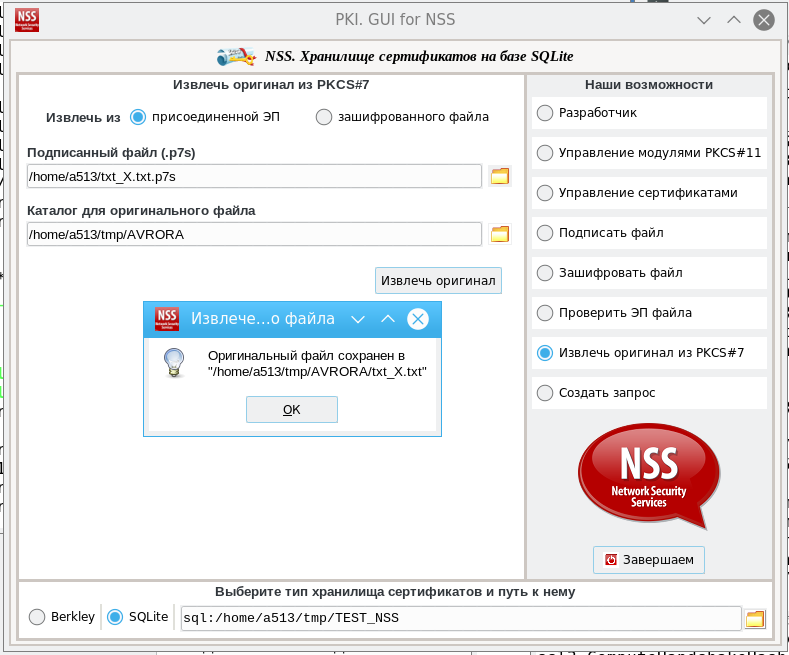 NSS
Network Security
Services
PKI. GUI for NSS
NSS. Хранилище сертификатов на базе SQLite
Извлечь оригинал из PKCS#7
Извлечь из
присоединенной ЭП
зашифрованного файла
Подписанный файл (.p7s)
/home/a513/txt_X.txt.p7s
Каталог для оригинального файла
/home/a513/tmp/AVRORA
Извлечь оригинал
NSS
Извлече...о файла
Оригинальный файл сохранен в
"/home/a513/tmp/AVRORA/txt_X.txt"
OK
Наши возможности
Разработчик
Управление модулями PKCS#11
Управление сертификатами
Подписать файл
Зашифровать файл
Проверить ЭП файла
Извлечь оригинал из PKCS#7
Создать запрос
NSS
Network Security
Services
Завершаем
Выберите тип хранилища сертификатов и путь к нему
Berkley
SQLite
sql:/home/a513/tmp/TEST_NSS